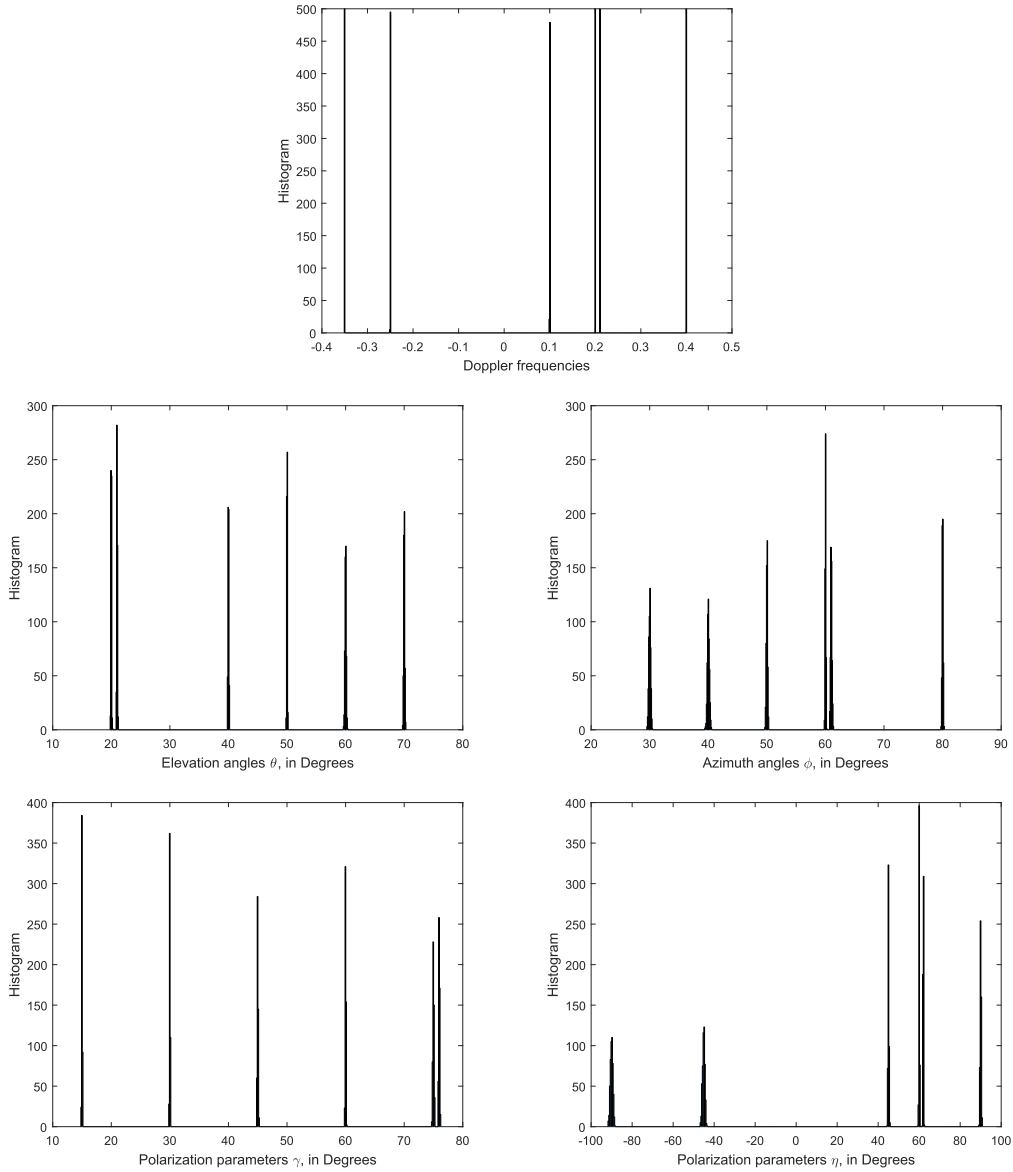 500
450
400
350
300
250
200
150
100
50
0
Histogram
-0.4 -0.3 -0.2 -0.1 0 0.1 0.2 0.3 0.4 0.5
Doppler frequencies
300
250
200
150
100
50
0
Histogram
10 20 30 40 50 60 70 80
Elevation angles θ, in Degrees
300
250
200
150
100
50
0
Histogram
20 30 40 50 60 70 80 90
Azimuth angles ϕ, in Degrees
400
350
300
250
200
150
100
50
0
Histogram
10 20 30 40 50 60 70 80
Polarization parameters γ, in Degrees
400
350
300
250
200
150
100
50
0
Histogram
-100 -80 -60 -40 -20 0 20 40 60 80 100
Polarization parameters η, in Degrees